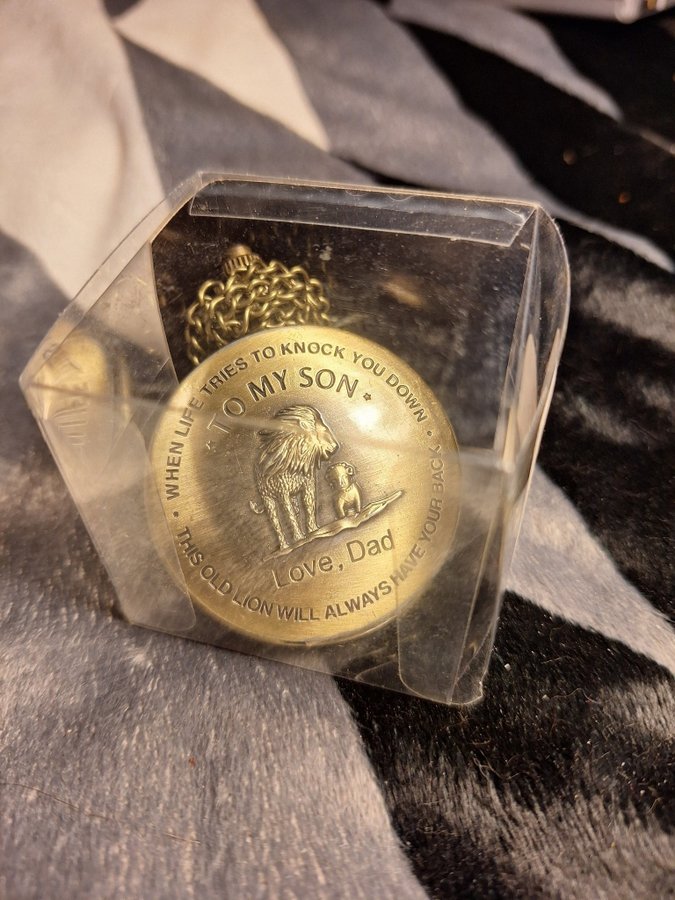 • WHEN LIFE TRIES TO KNOCK YOU DOWN •
TO MY SON
Love, Dad
THIS OLD LION WILL ALWAYS HAVE YOUR BACK